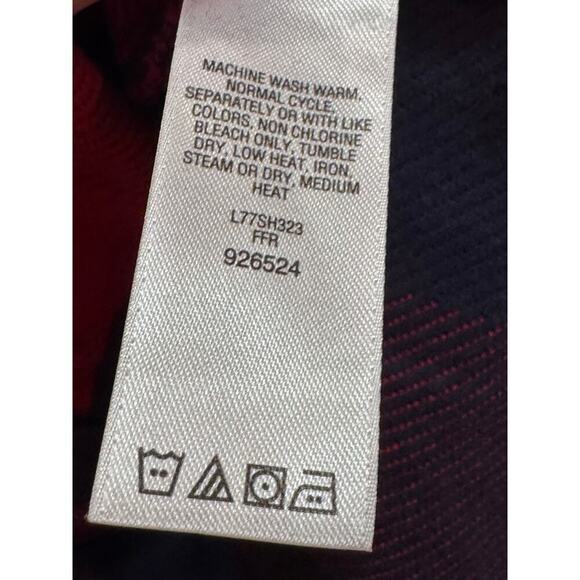 MACHINE WASH WARM,
NORMAL CYCLE,
SEPARATELY OR WITH LIKE
COLORS, NON CHLORINE
BLEACH ONLY, TUMBLE
DRY, LOW HEAT, IRON,
STEAM OR DRY, MEDIUM
HEAT
L77SH323
FFR
926524